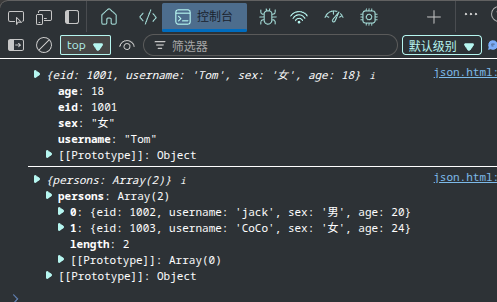 控制台
top
筛选器
默认级别
{eid: 1001, username: 'Tom', sex: '女', age: 18} i
json.html:
age: 18
eid: 1001
sex: "女"
username: "Tom"
[[Prototype]]: Object
{persons: Array(2)} i
json.html:
persons: Array(2)
0: {eid: 1002, username: 'jack', sex: '男', age: 20}
1: {eid: 1003, username: 'CoCo', sex: '女', age: 24}
length: 2
[[Prototype]]: Array(0)
[[Prototype]]: Object